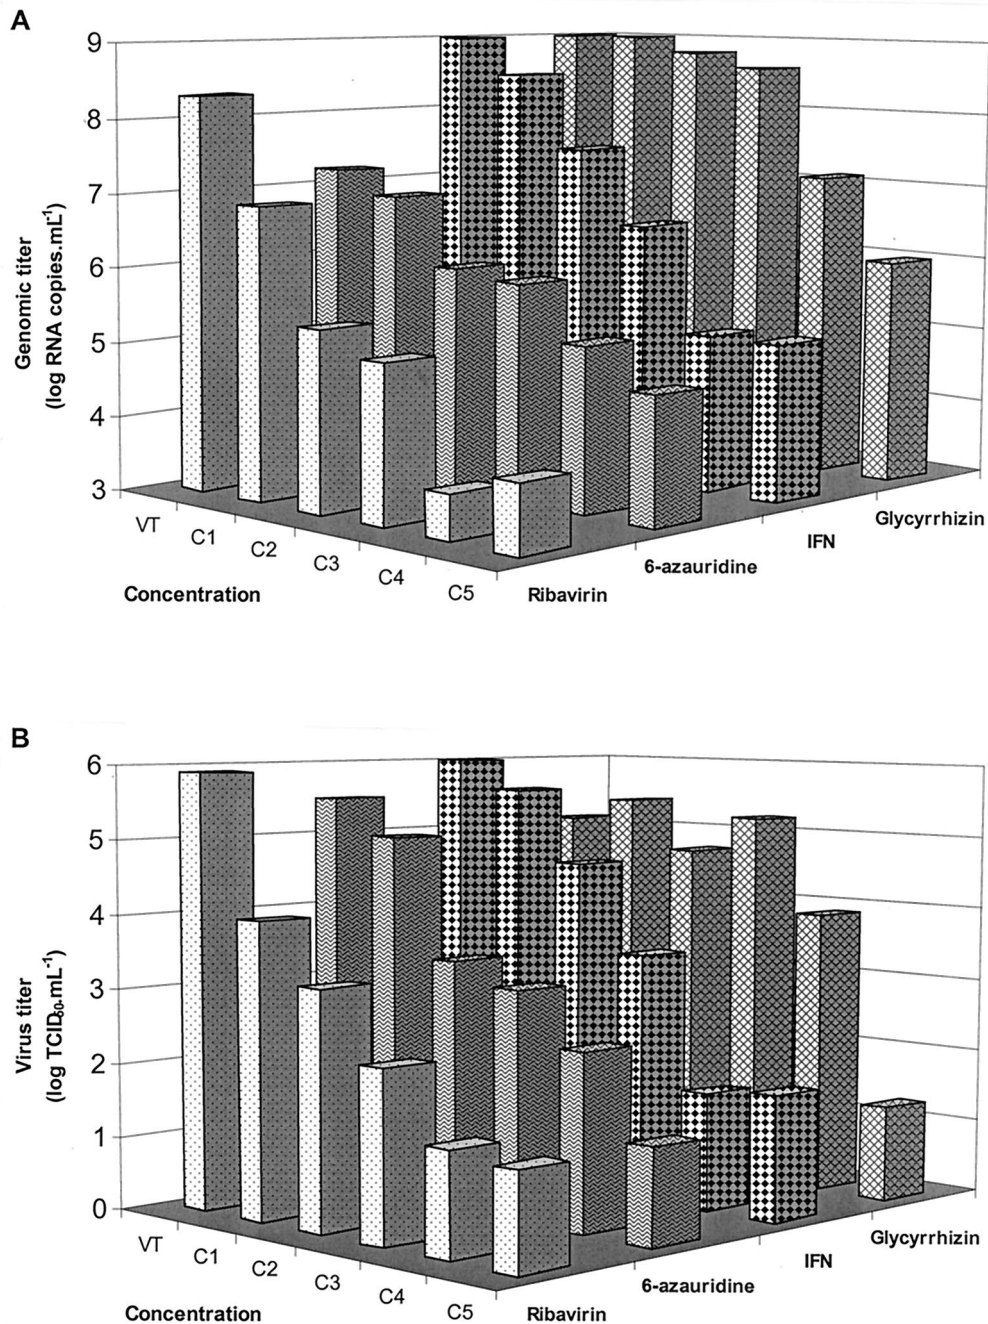 A
9
8
7
6
5
4
3
Genomic titer
(log RNA copies.mL⁻¹)
VT
C1
C2
C3
C4
C5
Concentration
Ribavirin
6-azauridine
IFN
Glycyrrhizin
B
6
5
4
3
2
1
0
Virus titer
(log TCID₅₀.mL⁻¹)
VT
C1
C2
C3
C4
C5
Concentration
Ribavirin
6-azauridine
IFN
Glycyrrhizin